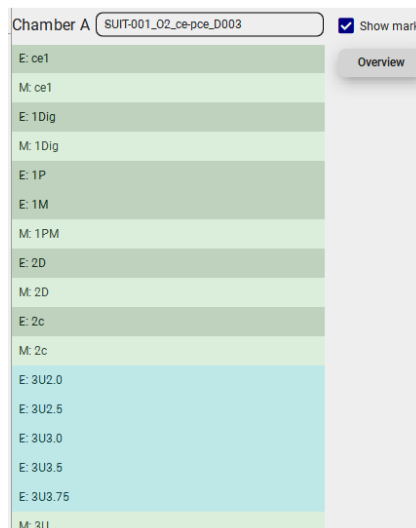 Chamber A SUIT-001_O2_ce-pce_D003 Show mark
Overview
E: ce1
M: ce1
E: 1Dig
M: 1Dig
E: 1P
E: 1M
M: 1PM
E: 2D
M: 2D
E: 2c
M: 2c
E: 3U2.0
E: 3U2.5
E: 3U3.0
E: 3U3.5
E: 3U3.75
M: 3U